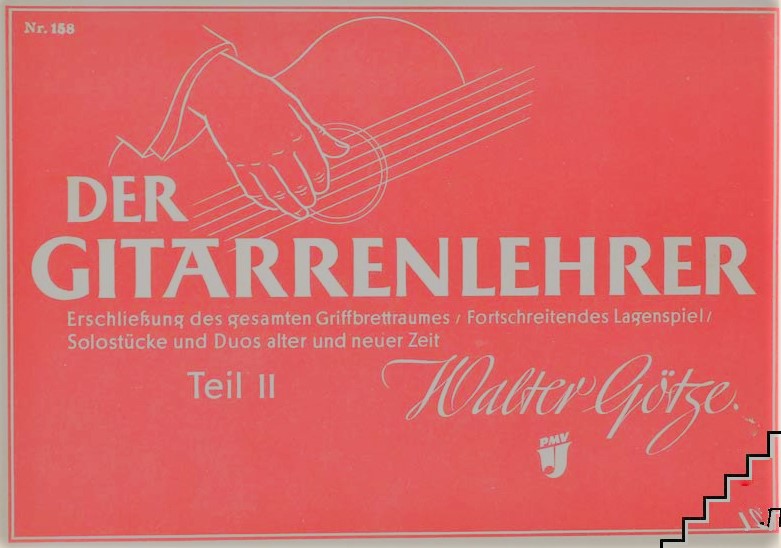 Nr. 158
DER
GITARRENLEHRER
Erschließung des gesamten Griffbrettraumes / Fortschreitendes Lagenspiel /
Solostücke und Duos alter und neuer Zeit
Teil II
Walter Götze.
PMV